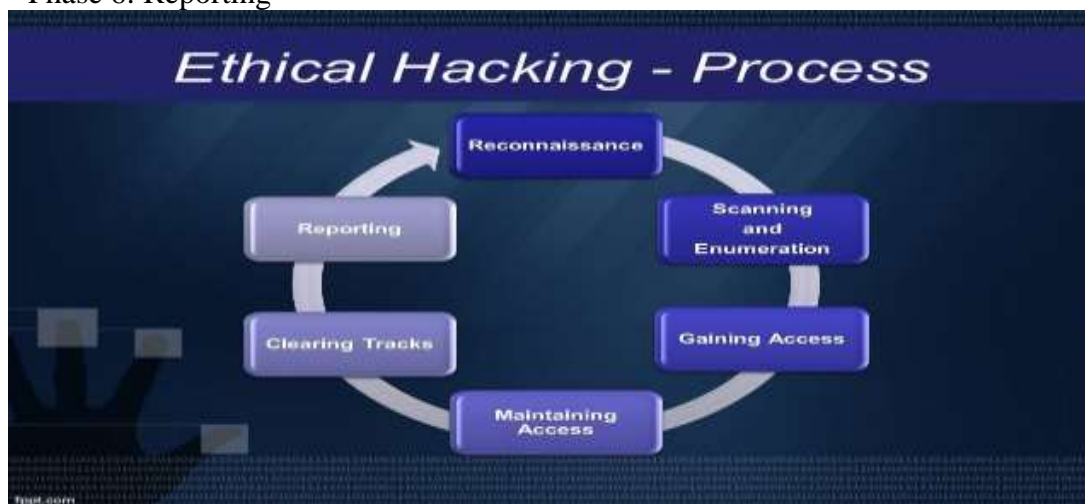 Phase 6: Reporting
Ethical Hacking - Process
Reconnaissance
Scanning
and
Enumeration
Gaining Access
Maintaining
Access
Clearing Tracks
Reporting
fppt.com